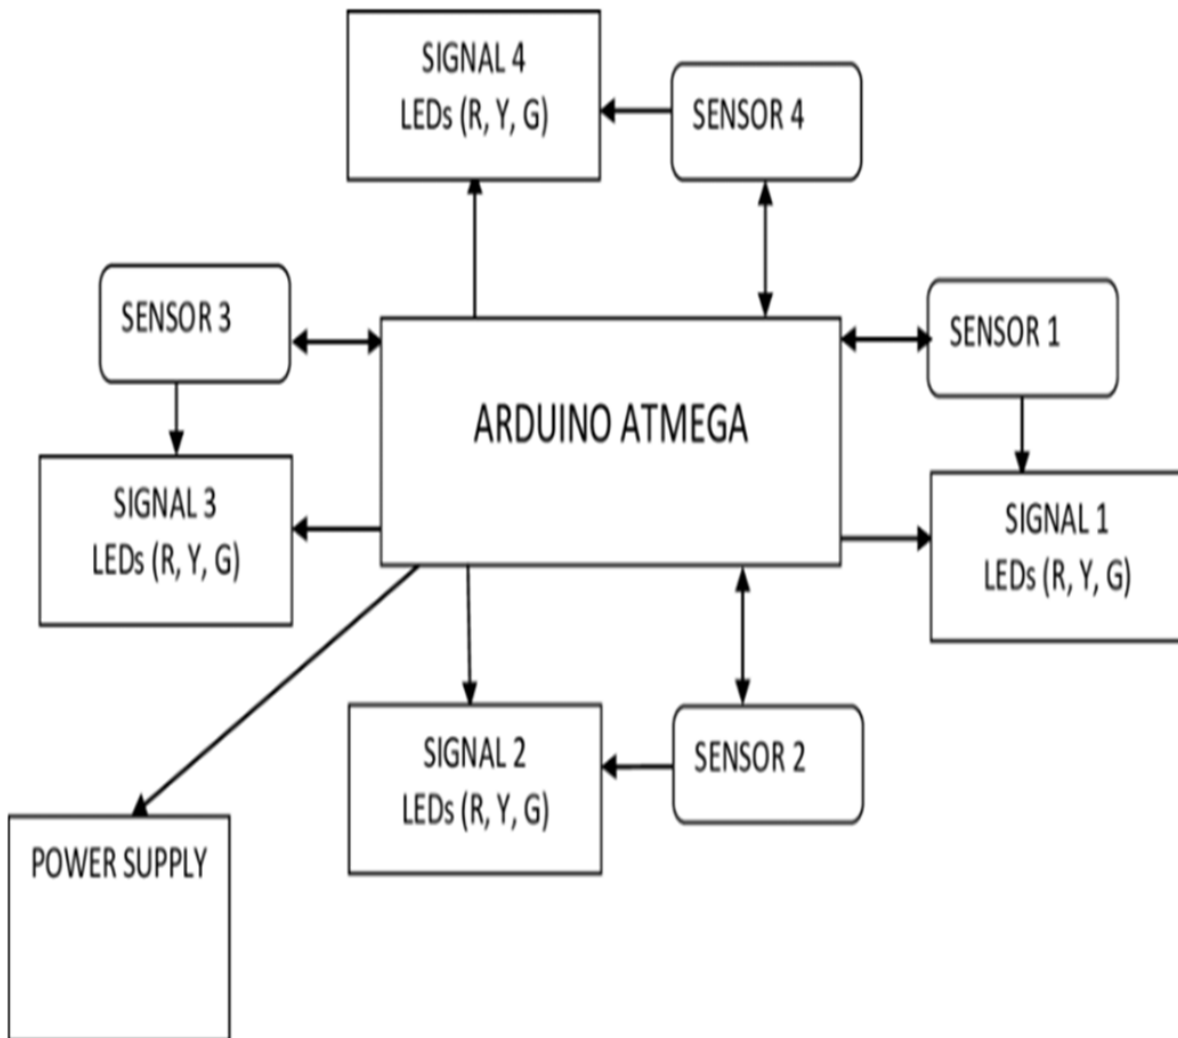 SIGNAL 4
LEDs (R, Y, G)
SENSOR 4
SENSOR 3
SENSOR 1
ARDUINO ATMEGA
SIGNAL 3
LEDs (R, Y, G)
SIGNAL 1
LEDs (R, Y, G)
SIGNAL 2
LEDs (R, Y, G)
SENSOR 2
POWER SUPPLY